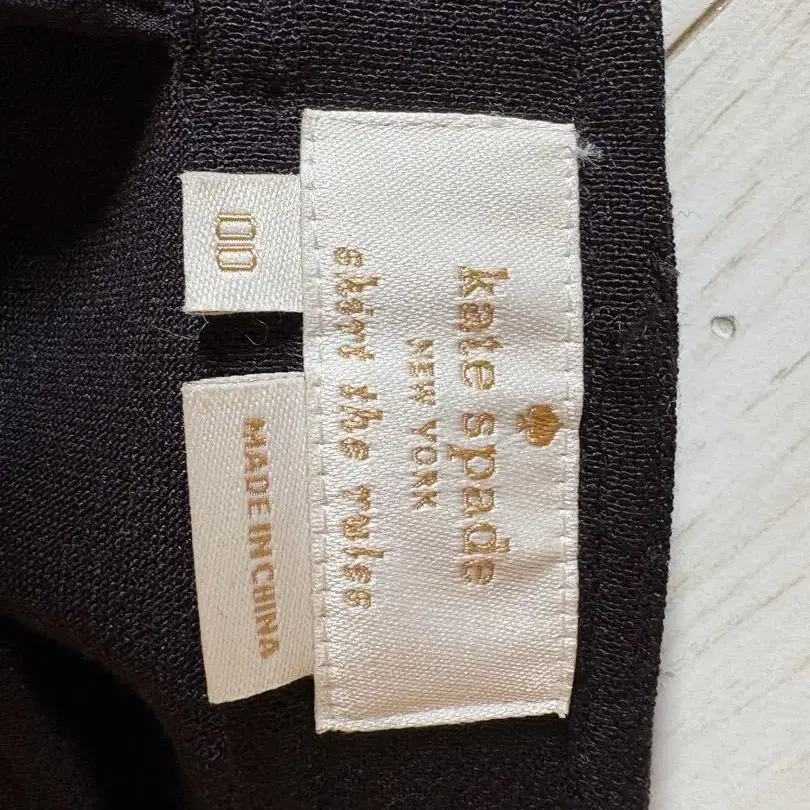 kate spade
NEW YORK
skirt the rules
00
MADE IN CHINA